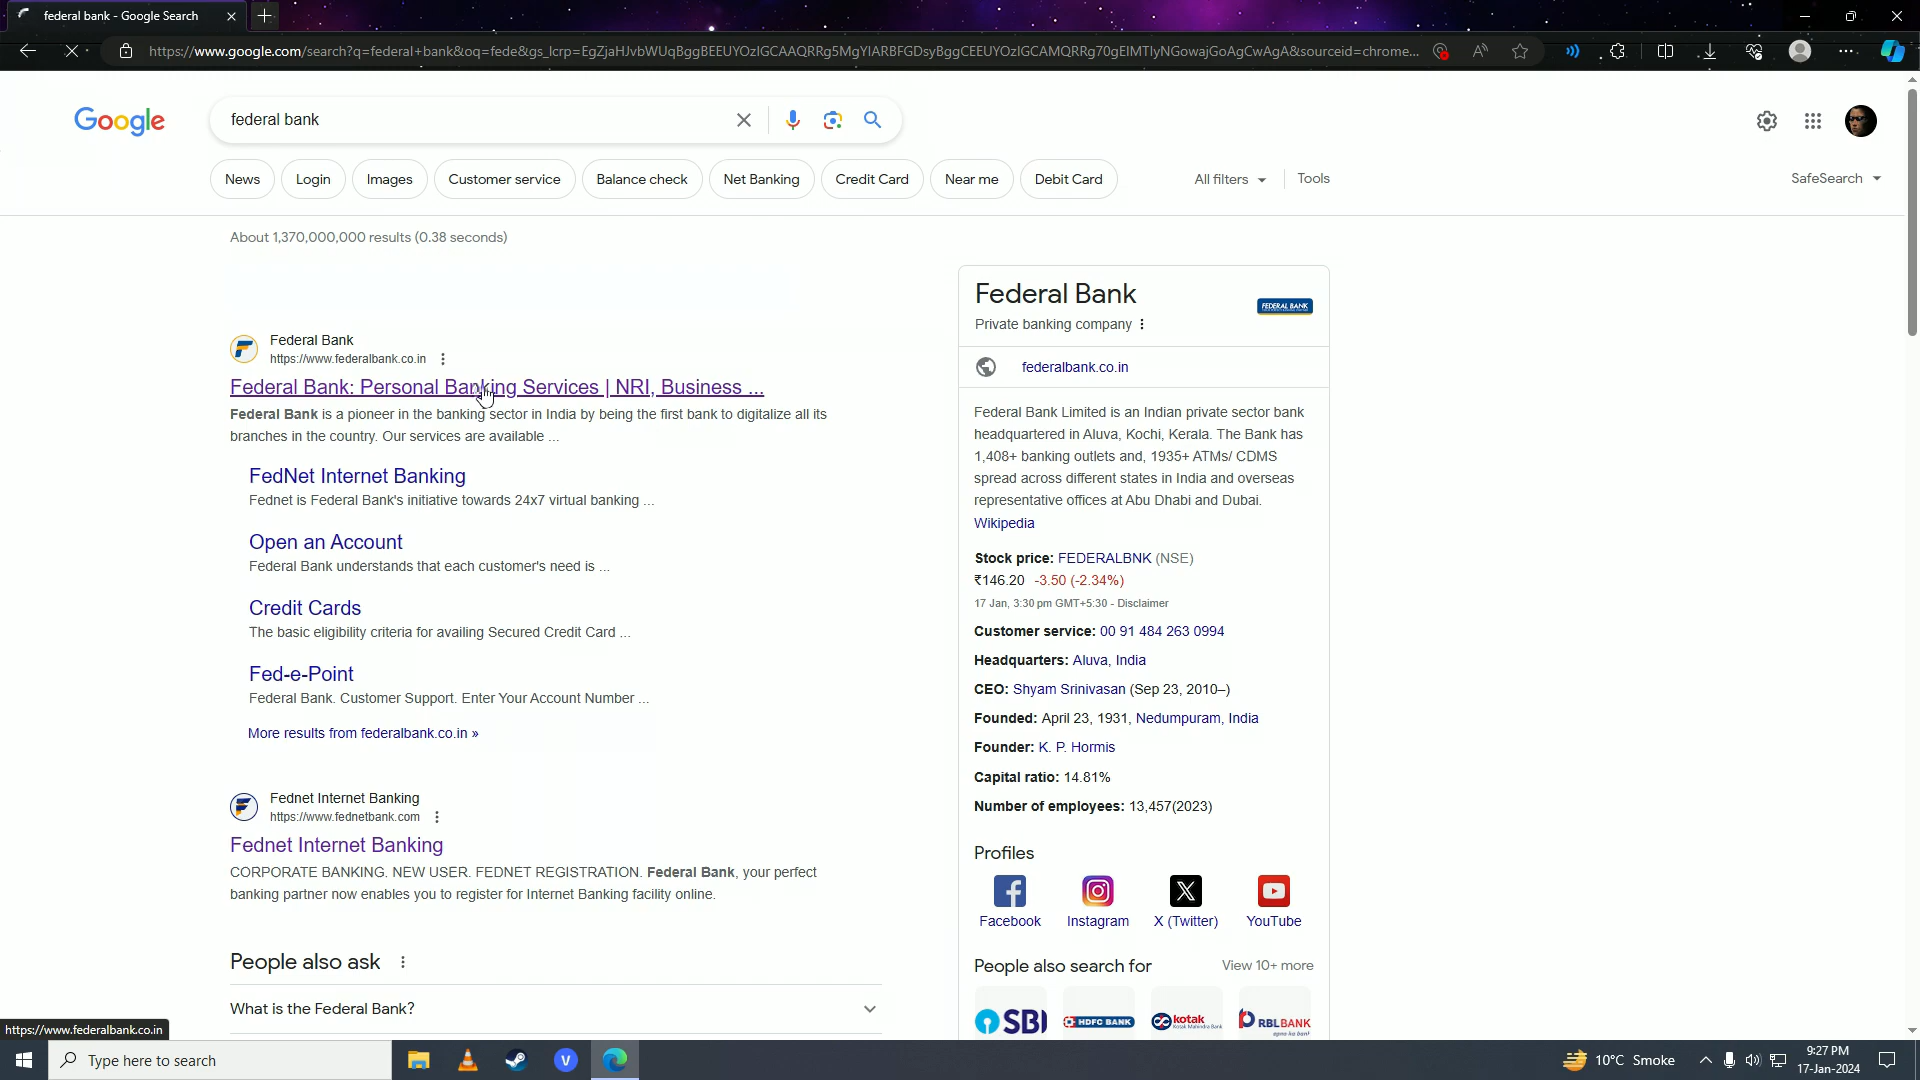 federal bank - Google Search
https://www.google.com/search?q=federal+bank&oq=fede&gs_lcrp=EgZjaHJvbWUqBggBEEUYOzIGCAAQRRg5MgYIARBFGDsyBggCEEUYOzIGCAMQRRg70gEIMTIyNGowajGoAgCwAgA&sourceid=chrome...
Google
federal bank
News
Login
Images
Customer service
Balance check
Net Banking
Credit Card
Near me
Debit Card
All filters
Tools
SafeSearch
About 1,370,000,000 results (0.38 seconds)
Federal Bank
https://www.federalbank.co.in
Federal Bank: Personal Banking Services | NRI, Business ...
Federal Bank is a pioneer in the banking sector in India by being the first bank to digitalize all its
branches in the country. Our services are available ...
FedNet Internet Banking
Fednet is Federal Bank's initiative towards 24x7 virtual banking ...
Open an Account
Federal Bank understands that each customer's need is ...
Credit Cards
The basic eligibility criteria for availing Secured Credit Card ...
Fed-e-Point
Federal Bank. Customer Support. Enter Your Account Number ...
More results from federalbank.co.in »
Fednet Internet Banking
https://www.fednetbank.com
Fednet Internet Banking
CORPORATE BANKING. NEW USER. FEDNET REGISTRATION. Federal Bank, your perfect
banking partner now enables you to register for Internet Banking facility online.
People also ask
What is the Federal Bank?
Federal Bank
FEDERAL BANK
Private banking company
federalbank.co.in
Federal Bank Limited is an Indian private sector bank
headquartered in Aluva, Kochi, Kerala. The Bank has
1,408+ banking outlets and, 1935+ ATMs/ CDMS
spread across different states in India and overseas
representative offices at Abu Dhabi and Dubai.
Wikipedia
Stock price: FEDERALBNK (NSE)
₹146.20 -3.50 (-2.34%)
17 Jan, 3:30 pm GMT+5:30 - Disclaimer
Customer service: 00 91 484 263 0994
Headquarters: Aluva, India
CEO: Shyam Srinivasan (Sep 23, 2010–)
Founded: April 23, 1931, Nedumpuram, India
Founder: K. P. Hormis
Capital ratio: 14.81%
Number of employees: 13,457(2023)
Profiles
Facebook
Instagram
X (Twitter)
YouTube
People also search for
View 10+ more
SBI
HDFC BANK
kotak
Kotak Mahindra Bank
RBLBANK
apno ka bank
https://www.federalbank.co.in
Type here to search
10°C Smoke
9:27 PM
17-Jan-2024